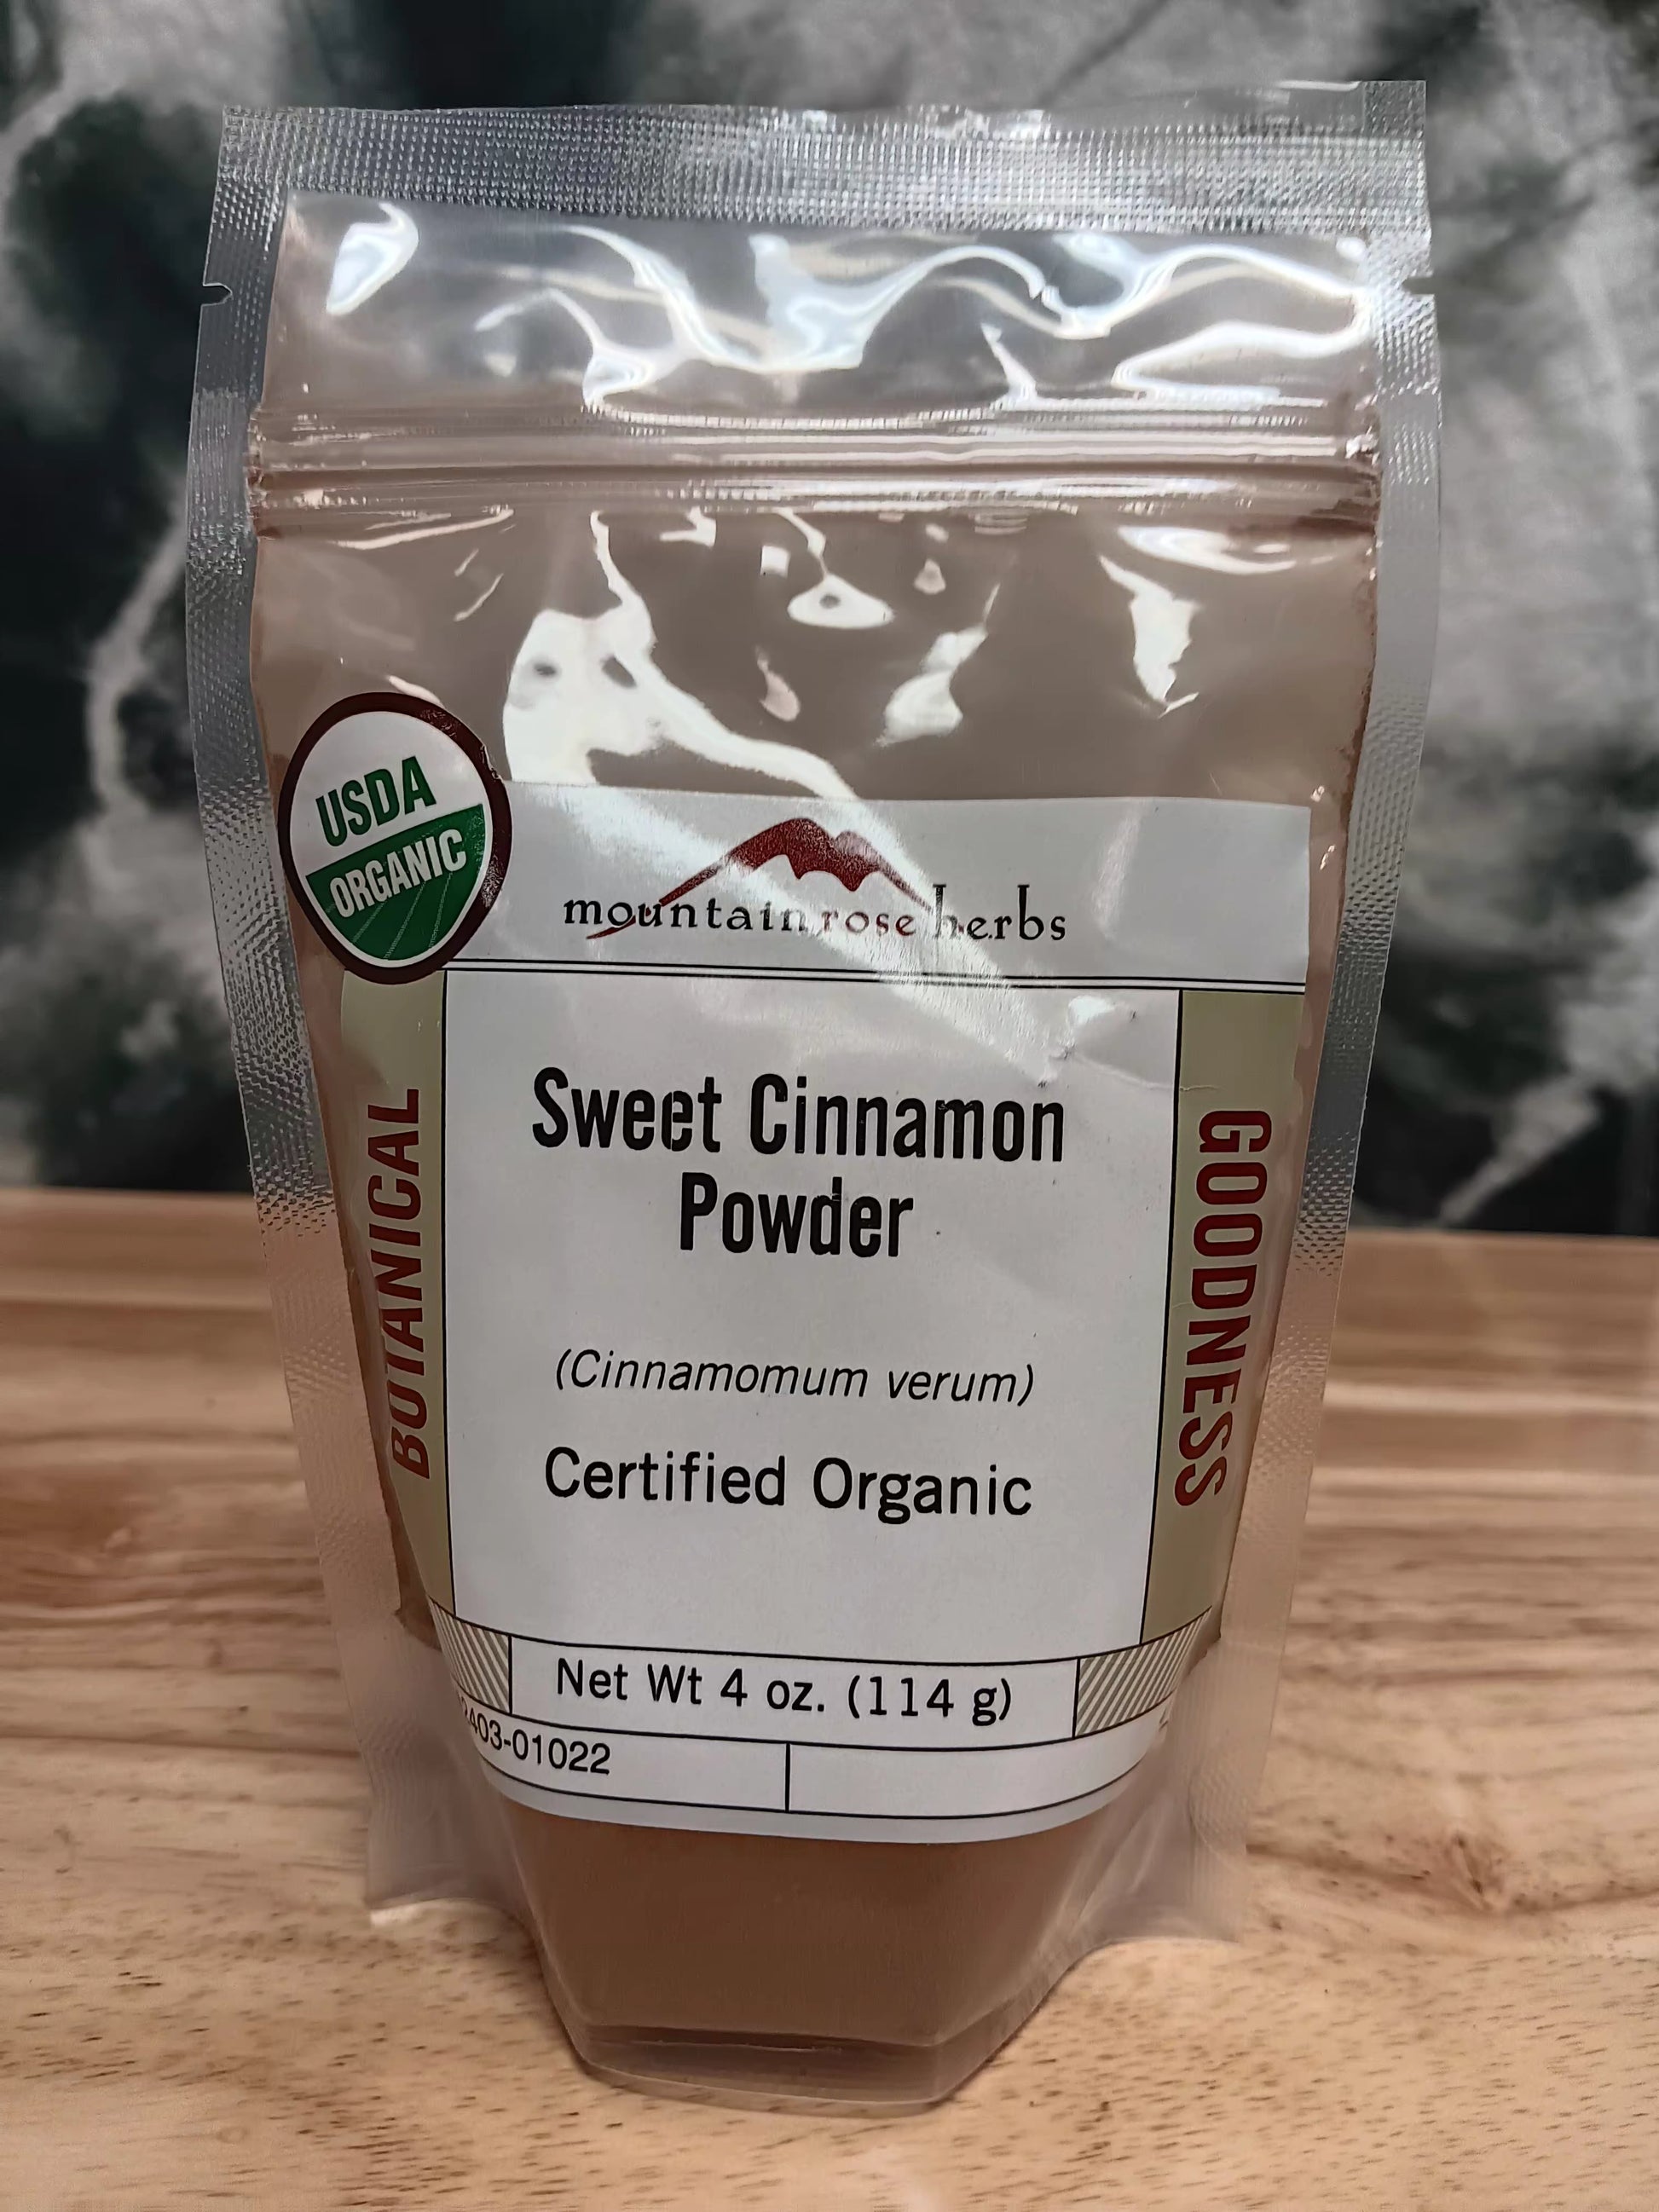 USDA
ORGANIC
mountain rose herbs
BOTANICAL
GOODNESS
Sweet Cinnamon
Powder
(Cinnamomum verum)
Certified Organic
Net Wt 4 oz. (114 g)
403-01022